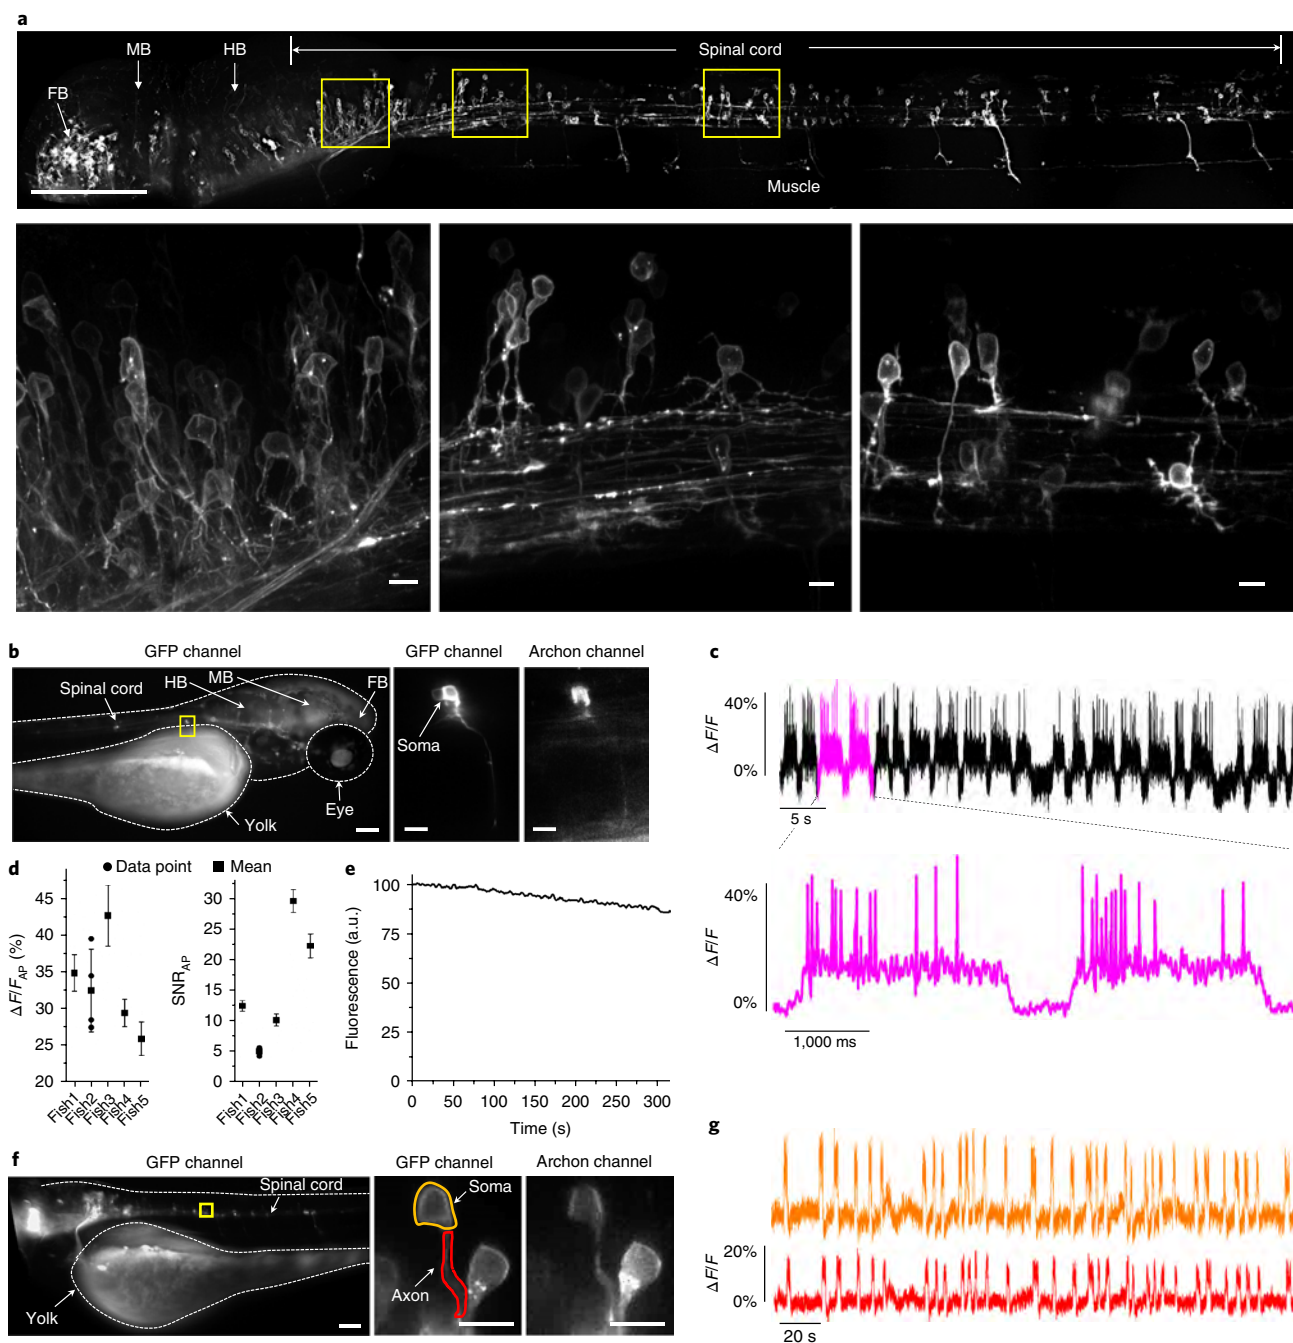 a
MB
HB
Spinal cord
FB
Muscle
b
GFP channel
GFP channel
Archon channel
Spinal cord
HB
MB
FB
Soma
Eye
Yolk
c
40%
0%
ΔF/F
5 s
40%
0%
ΔF/F
1,000 ms
d
Data point
Mean
45
40
35
30
25
20
ΔF/F AP (%)
Fish1
Fish2
Fish3
Fish4
Fish5
30
25
20
15
10
5
0
SNR AP
Fish1
Fish2
Fish3
Fish4
Fish5
e
100
75
50
25
0
Fluorescence (a.u.)
0 50 100 150 200 250 300
Time (s)
f
GFP channel
GFP channel
Archon channel
Spinal cord
Soma
Axon
Yolk
g
20%
0%
ΔF/F
20 s